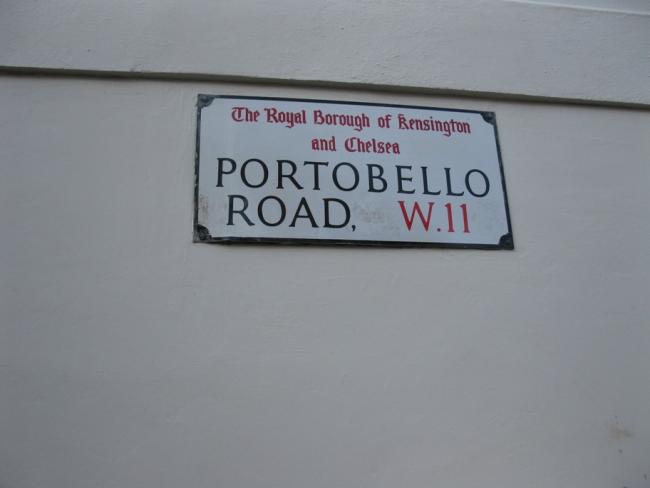 The Royal Borough of Kensington
and Chelsea
PORTOBELLO
ROAD, W.11